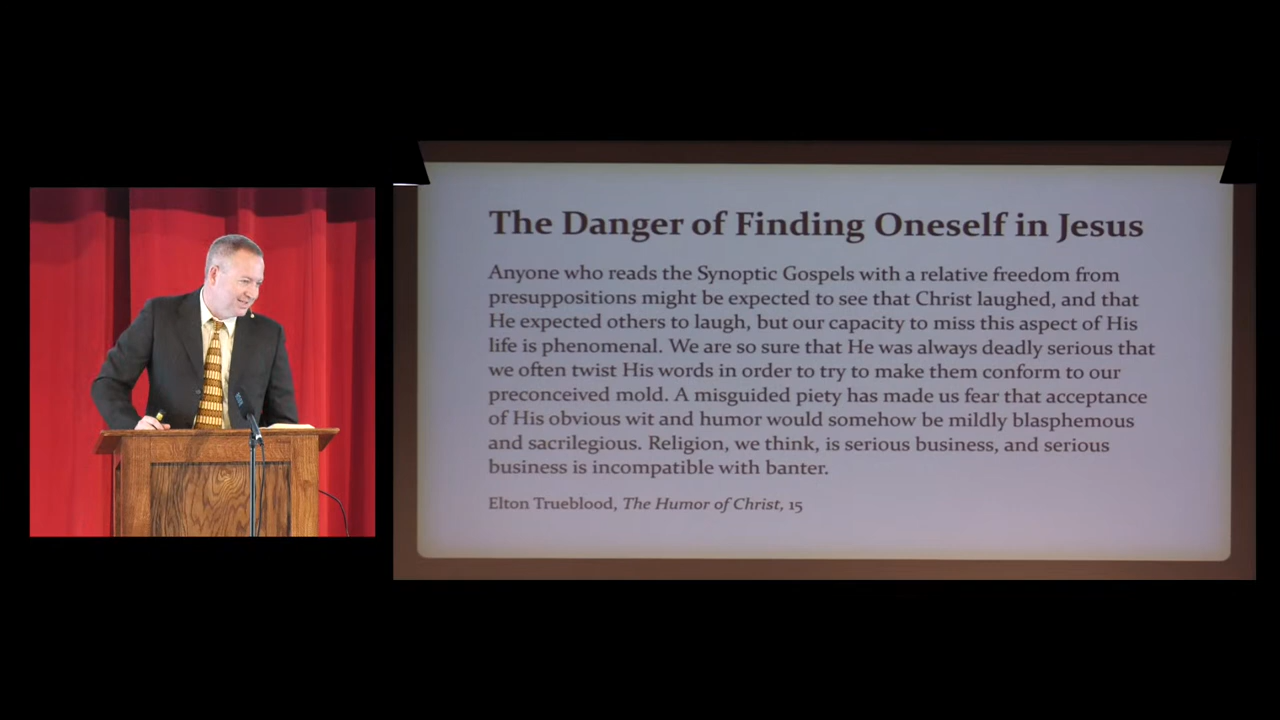 The Danger of Finding Oneself in Jesus
Anyone who reads the Synoptic Gospels with a relative freedom from
presuppositions might be expected to see that Christ laughed, and that
He expected others to laugh, but our capacity to miss this aspect of His
life is phenomenal. We are so sure that He was always deadly serious that
we often twist His words in order to try to make them conform to our
preconceived mold. A misguided piety has made us fear that acceptance
of His obvious wit and humor would somehow be mildly blasphemous
and sacrilegious. Religion, we think, is serious business, and serious
business is incompatible with banter.
Elton Trueblood, The Humor of Christ, 15